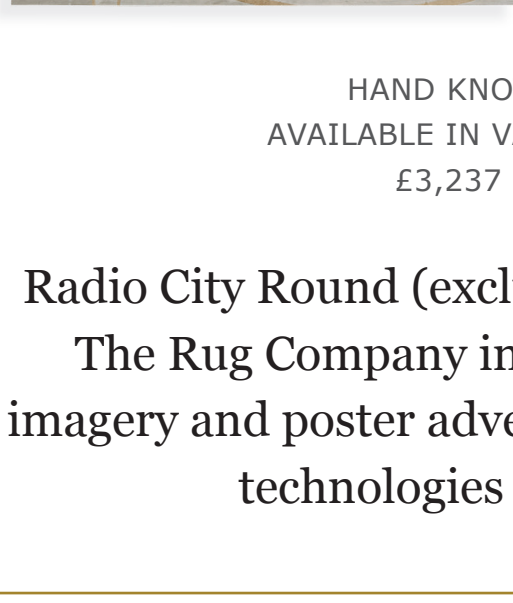 HAND KNO
AVAILABLE IN V
£3,237
Radio City Round (excl
The Rug Company in
imagery and poster adve
technologies